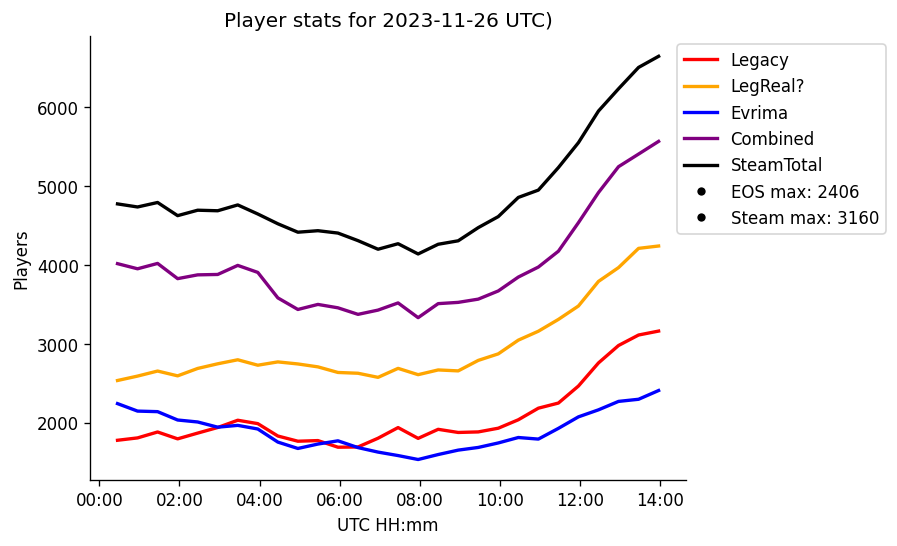 Player stats for 2023-11-26 UTC)
Legacy
LegReal?
Evrima
Combined
SteamTotal
EOS max: 2406
Steam max: 3160
Players
6000
5000
4000
3000
2000
00:00 02:00 04:00 06:00 08:00 10:00 12:00 14:00
UTC HH:mm